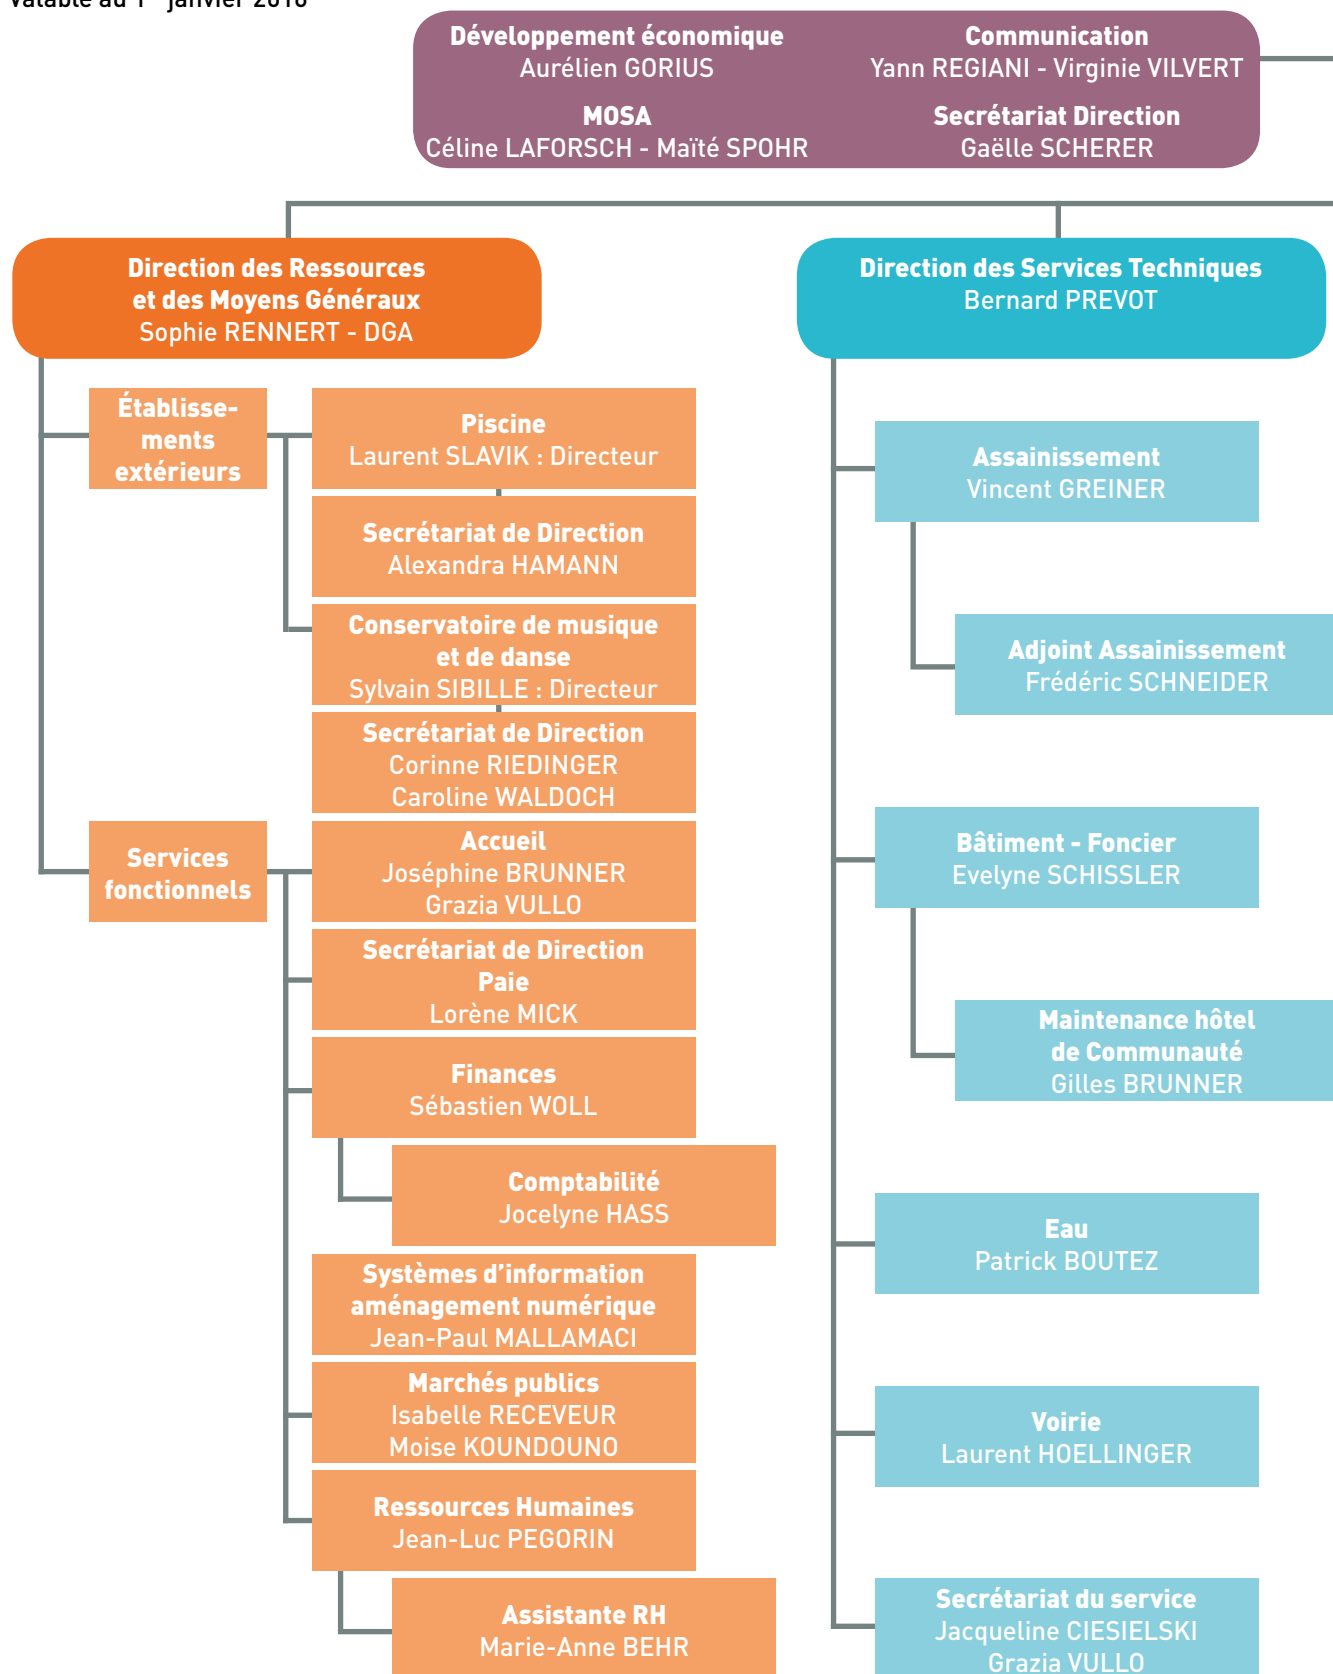 Valable au 1er janvier 2016
Développement économique
Aurélien GORIUS
Communication
Yann REGIANI - Virginie VILVERT
MOSA
Céline LAFORSCH - Maïté SPOHR
Secrétariat Direction
Gaëlle SCHERER
Direction des Ressources
et des Moyens Généraux
Sophie RENNERT - DGA
Établisse-
ments
extérieurs
Piscine
Laurent SLAVIK : Directeur
Secrétariat de Direction
Alexandra HAMANN
Conservatoire de musique
et de danse
Sylvain SIBILLE : Directeur
Secrétariat de Direction
Corinne RIEDINGER
Caroline WALDOCH
Services
fonctionnels
Accueil
Joséphine BRUNNER
Grazia VULLO
Secrétariat de Direction
Paie
Lorène MICK
Finances
Sébastien WOLL
Comptabilité
Jocelyne HASS
Systèmes d’information
aménagement numérique
Jean-Paul MALLAMACI
Marchés publics
Isabelle RECEVEUR
Moise KOUNDOUNO
Ressources Humaines
Jean-Luc PEGORIN
Assistante RH
Marie-Anne BEHR
Direction des Services Techniques
Bernard PREVOT
Assainissement
Vincent GREINER
Adjoint Assainissement
Frédéric SCHNEIDER
Bâtiment - Foncier
Evelyne SCHISSLER
Maintenance hôtel
de Communauté
Gilles BRUNNER
Eau
Patrick BOUTEZ
Voirie
Laurent HOELLINGER
Secrétariat du service
Jacqueline CIESIELSKI
Grazia VULLO